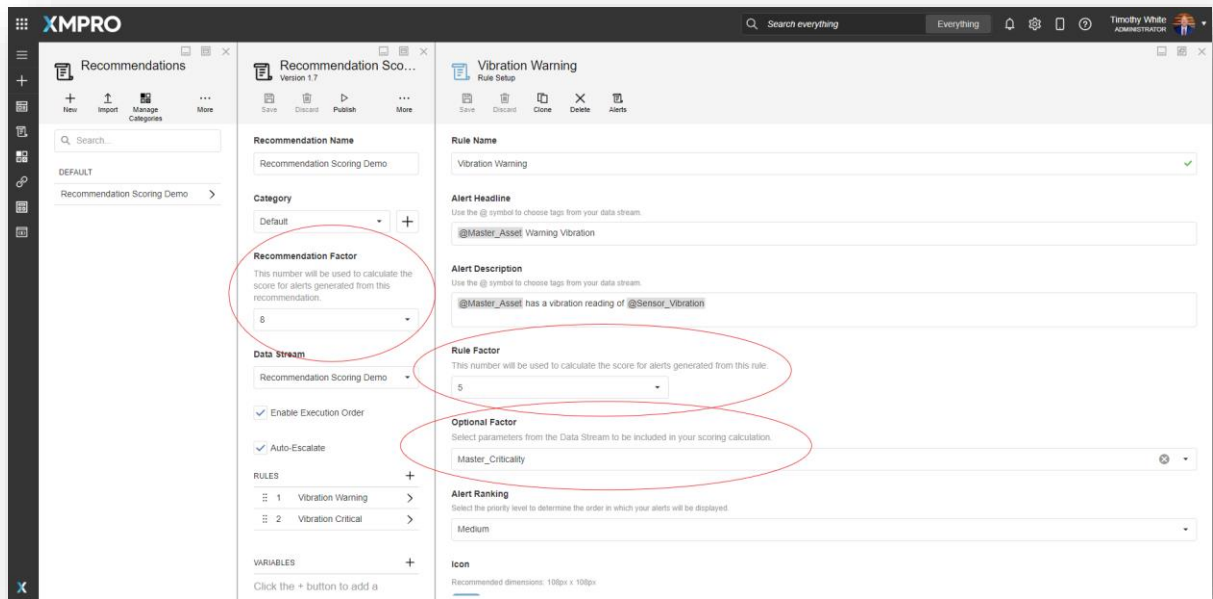 XMPRO
Search everything
Everything
Timothy White
ADMINISTRATOR
Recommendations
New
Import
Manage
Categories
More
Search...
DEFAULT
Recommendation Scoring Demo
Recommendation Sco...
Version 1.7
Save
Discard
Publish
More
Recommendation Name
Recommendation Scoring Demo
Category
Default
Recommendation Factor
This number will be used to calculate the
score for alerts generated from this
recommendation.
8
Data Stream
Recommendation Scoring Demo
Enable Execution Order
Auto-Escalate
RULES
1 Vibration Warning
2 Vibration Critical
VARIABLES
Click the + button to add a
Vibration Warning
Rule Setup
Save
Discard
Clone
Delete
Alerts
Rule Name
Vibration Warning
Alert Headline
Use the @ symbol to choose tags from your data stream.
@Master_Asset Warning Vibration
Alert Description
Use the @ symbol to choose tags from your data stream.
@Master_Asset has a vibration reading of @Sensor_Vibration
Rule Factor
This number will be used to calculate the score for alerts generated from this rule.
5
Optional Factor
Select parameters from the Data Stream to be included in your scoring calculation.
Master_Criticality
Alert Ranking
Select the priority level to determine the order in which your alerts will be displayed.
Medium
Icon
Recommended dimensions: 108px x 108px